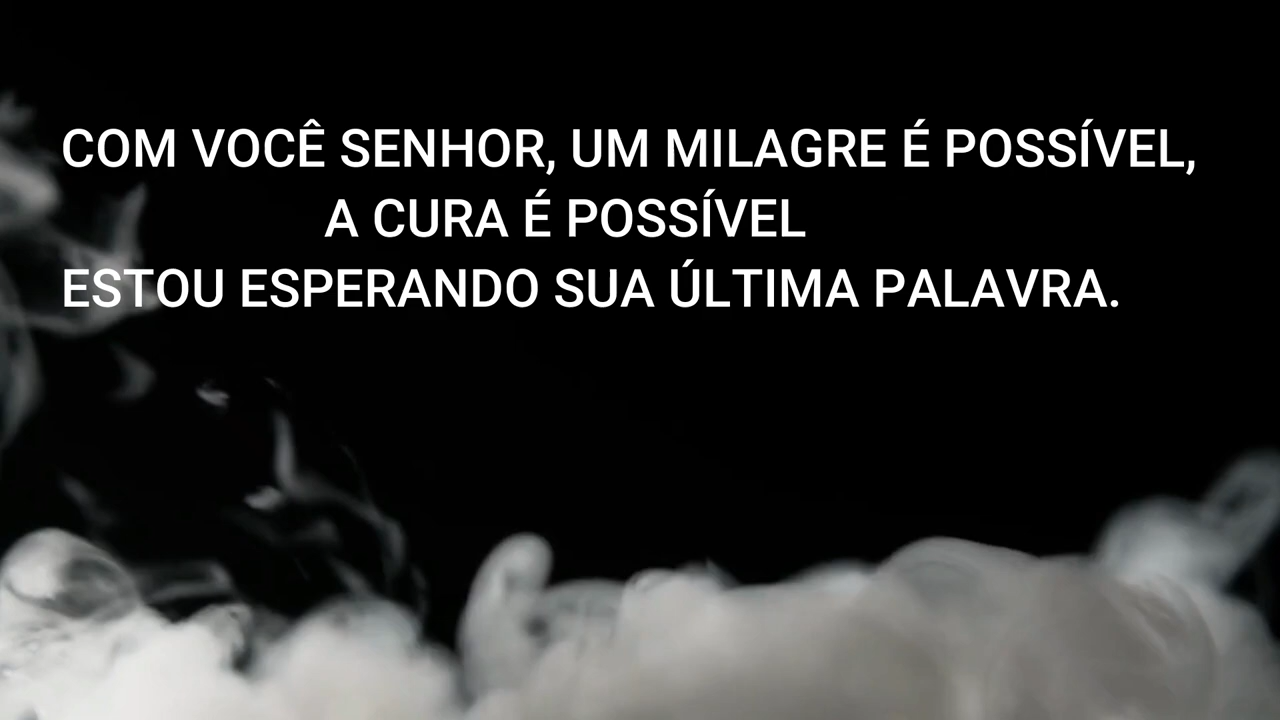 COM VOCÊ SENHOR, UM MILAGRE É POSSÍVEL,
A CURA É POSSÍVEL
ESTOU ESPERANDO SUA ÚLTIMA PALAVRA.